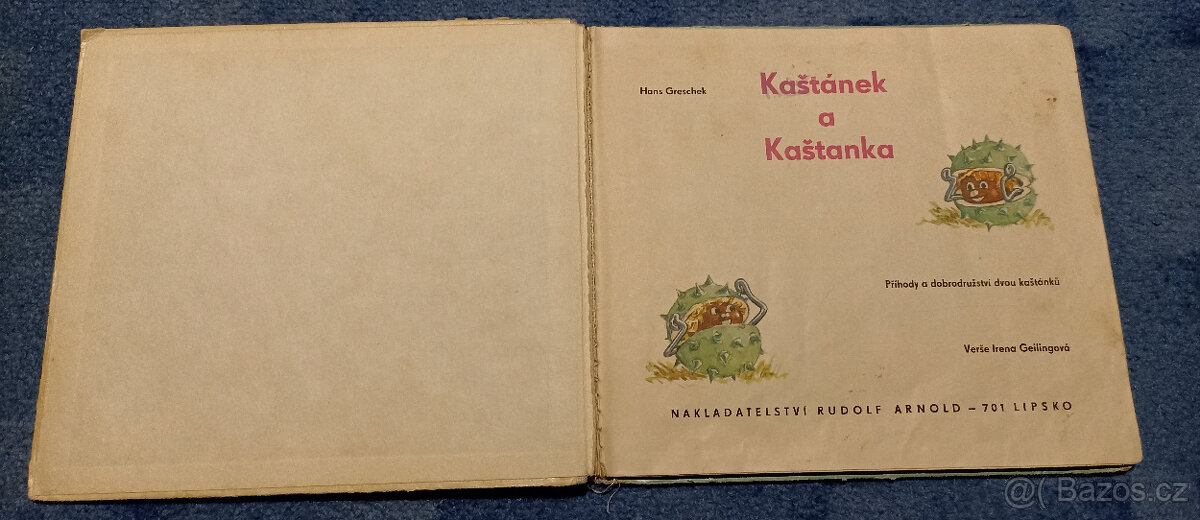 Hans Greschek
Kaštánek
a
Kaštanka
Příhody a dobrodružství dvou kaštánků
Verše Irena Geilingová
NAKLADATELSTVÍ RUDOLF ARNOLD – 701 LIPSKO
@( Bazos.cz